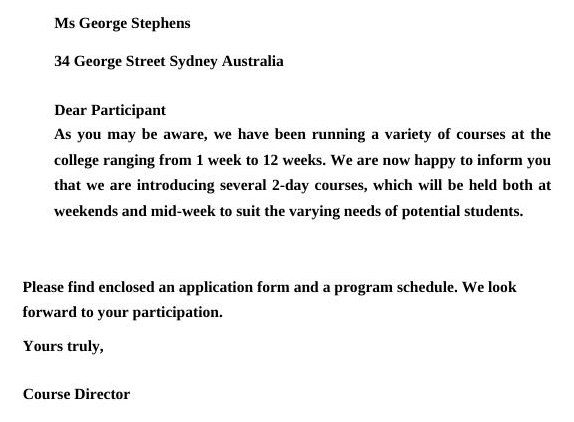 Ms George Stephens
34 George Street Sydney Australia
Dear Participant
As you may be aware, we have been running a variety of courses at the
college ranging from 1 week to 12 weeks. We are now happy to inform you
that we are introducing several 2-day courses, which will be held both at
weekends and mid-week to suit the varying needs of potential students.
Please find enclosed an application form and a program schedule. We look
forward to your participation.
Yours truly,
Course Director